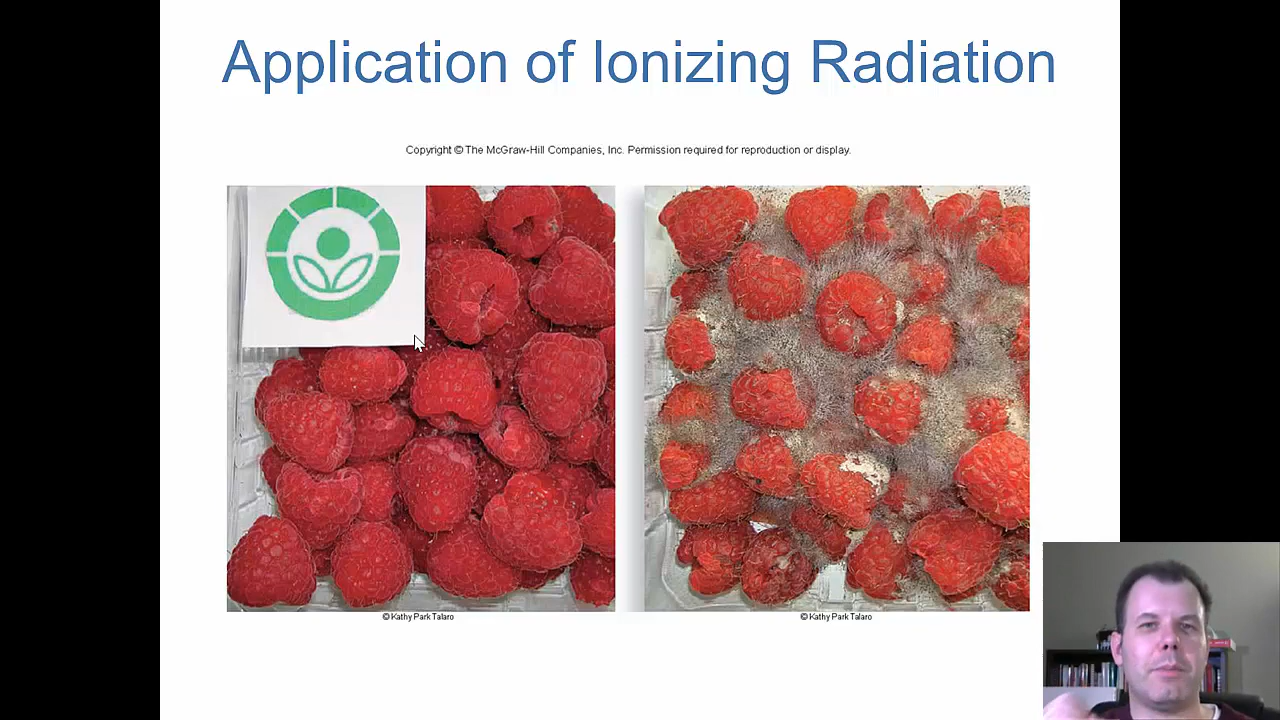 Application of Ionizing Radiation
Copyright © The McGraw-Hill Companies, Inc. Permission required for reproduction or display.
© Kathy Park Talaro
© Kathy Park Talaro